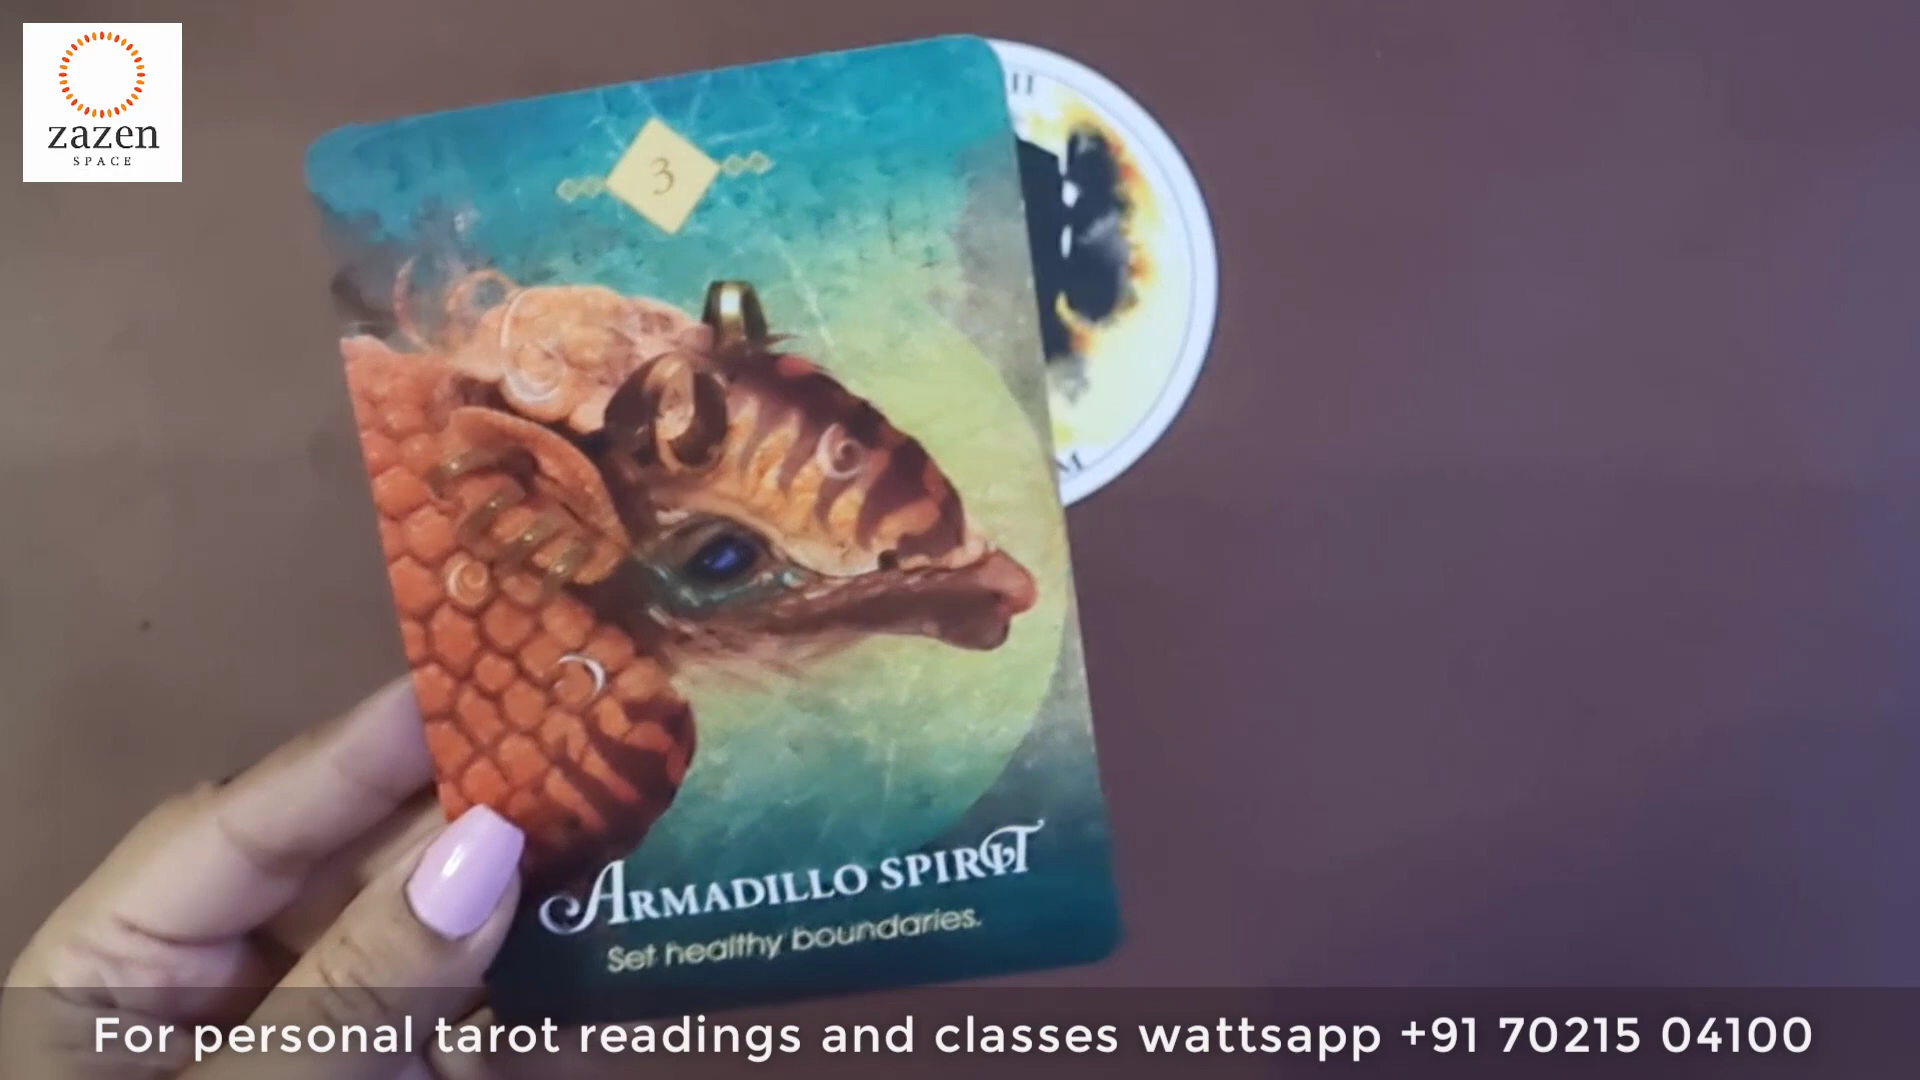 zazen
SPACE
3
ARMADILLO SPIRIT
Set healthy boundaries.
For personal tarot readings and classes wattsapp +91 70215 04100